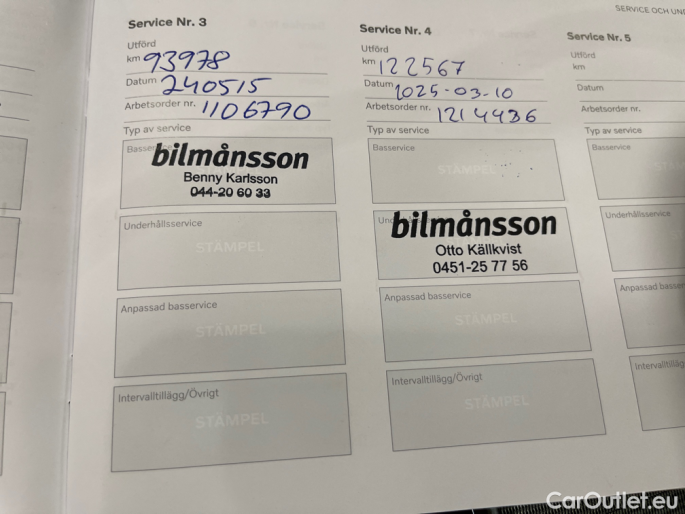 SERVICE OCH UN
Service Nr. 3
Utförd
km 93978
Datum 240515
Arbetsorder nr. 1106790
Typ av service
bilmånsson
Benny Karlsson
044-20 60 33
Underhållsservice
STÄMPEL
Anpassad basservice
STÄMPEL
Intervalltillägg/Övrigt
STÄMPEL
Service Nr. 4
Utförd
km 122567
Datum 2025-03-10
Arbetsorder nr. 1214436
Typ av service
Basservice
STÄMPEL
bilmånsson
Otto Källkvist
0451-25 77 56
Anpassad basservice
STÄMPEL
Intervalltillägg/Övrigt
STÄMPEL
Service Nr. 5
Utförd
km
Datum
Arbetsorder nr.
Typ av service
Basservice
Underhållsservice
Anpassad basser
Intervalltillägg
CarOutlet.eu